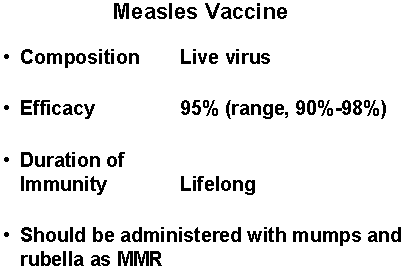 Measles Vaccine
• Composition Live virus
• Efficacy 95% (range, 90%-98%)
• Duration of
Immunity Lifelong
• Should be administered with mumps and
rubella as MMR